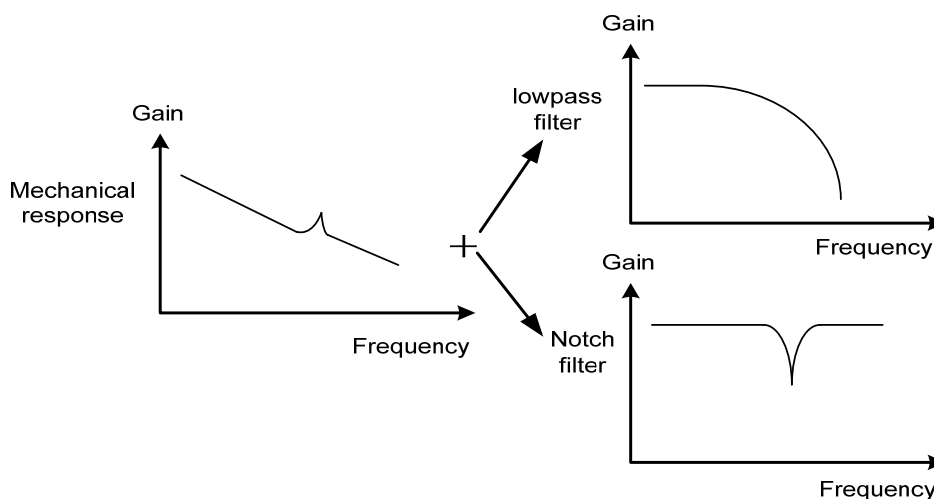 Gain
Mechanical
response
Frequency
+
lowpass
filter
Gain
Frequency
Notch
filter
Gain
Frequency